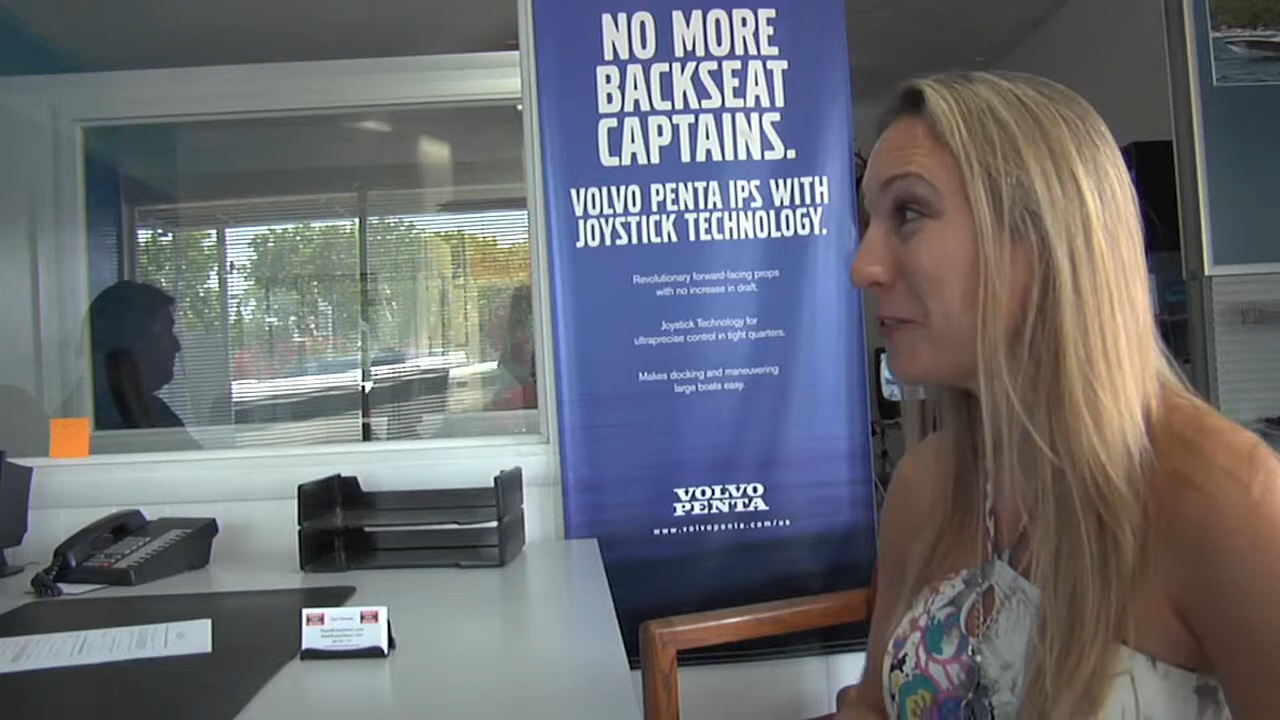 NO MORE
BACKSEAT
CAPTAINS.
VOLVO PENTA IPS WITH
JOYSTICK TECHNOLOGY.
Revolutionary forward-facing props
with no increase in draft.
Joystick Technology for
ultraprecise control in tight quarters.
Makes docking and maneuvering
large boats easy.
VOLVO
PENTA
www.volvopenta.com/us